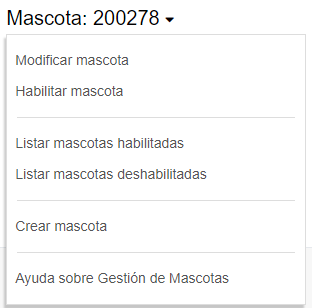 Mascota: 200278
Modificar mascota
Habilitar mascota
Listar mascotas habilitadas
Listar mascotas deshabilitadas
Crear mascota
Ayuda sobre Gestión de Mascotas